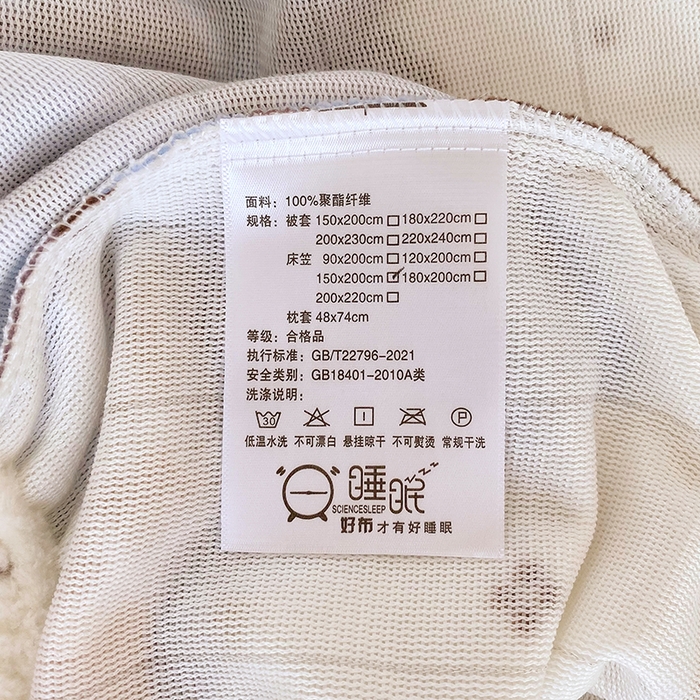 面料：100%聚酯纤维
规格：被套 150x200cm□180x220cm□
200x230cm□220x240cm□
床笠 90x200cm□120x200cm□
150x200cm☑180x200cm□
200x220cm□
枕套 48x74cm
等级：合格品
执行标准：GB/T22796-2021
安全类别：GB18401-2010A类
洗涤说明：
30 P
低温水洗 不可漂白 悬挂晾干 不可熨烫 常规干洗
睡眠zzz
SCIENCESLEEP
好布才有好睡眠